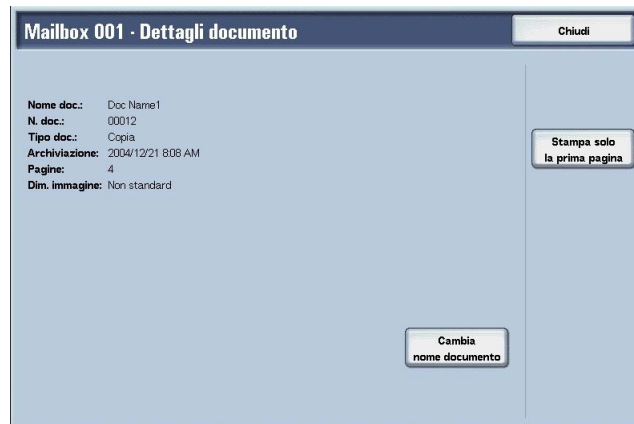 Mailbox 001 - Dettagli documento
Chiudi
Nome doc.: Doc Name1
N. doc.: 00012
Tipo doc.: Copia
Archiviazione: 2004/12/21 8:08 AM
Pagine: 4
Dim. immagine: Non standard
Stampa solo
la prima pagina
Cambia
nome documento